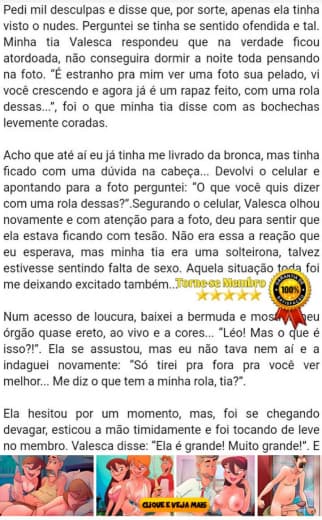 Pedi mil desculpas e disse que, por sorte, apenas ela tinha
visto o nudes. Perguntei se tinha se sentido ofendida e tal.
Minha tia Valesca respondeu que na verdade ficou
atordoada, não conseguira dormir a noite toda pensando
na foto. "É estranho pra mim ver uma foto sua pelado, vi
você crescendo e agora já é um rapaz feito, com uma rola
dessas...", foi o que minha tia disse com as bochechas
levemente coradas.
Acho que até aí eu já tinha me livrado da bronca, mas tinha
ficado com uma dúvida na cabeça... Devolvi o celular e
apontando para a foto perguntei: "O que você quis dizer
com uma rola dessas?".Segurando o celular, Valesca olhou
novamente e com atenção para a foto, deu para sentir que
ela estava ficando com tesão. Não era essa a reação que
eu esperava, mas minha tia era uma solteirona, talvez
estivesse sentindo falta de sexo. Aquela situação toda foi
me deixando excitado também... Torne-se Membro
100%
Num acesso de loucura, baixei a bermuda e meu
órgão quase ereto, ao vivo e a cores... "Léo! Mas o que é
isso?!". Ela se assustou, mas eu não tava nem aí e a
indaguei novamente: "Só tirei pra fora pra você ver
melhor... Me diz o que tem a minha rola, tia?".
Ela hesitou por um momento, mas, foi se chegando
devagar, esticou a mão timidamente e foi tocando de leve
no membro. Valesca disse: "Ela é grande! Muito grande!". E
CLIQUE E VEJA MAIS